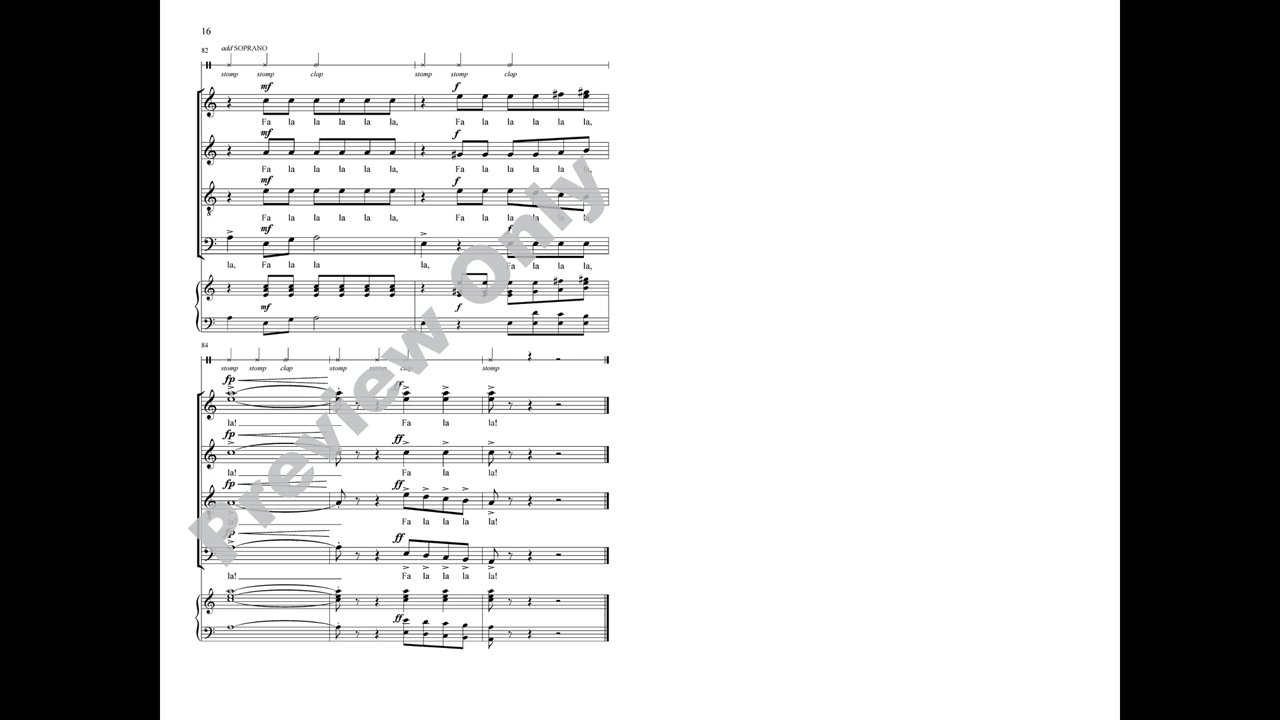 16
82
add SOPRANO
stomp stomp clap stomp stomp clap
mf f
Fa la la la la la, Fa la la la la la,
mf f
Fa la la la la la, Fa la la la la la,
mf f
Fa la la la la la, Fa la la la la la,
mf f
la, Fa la la la, Fa la la la,
mf f
84
stomp stomp clap stomp stomp clap stomp
fp ff
la! Fa la la!
fp ff
la! Fa la la!
fp ff
la! Fa la la la la!
fp ff
la! Fa la la la la!
ff
Preview Only